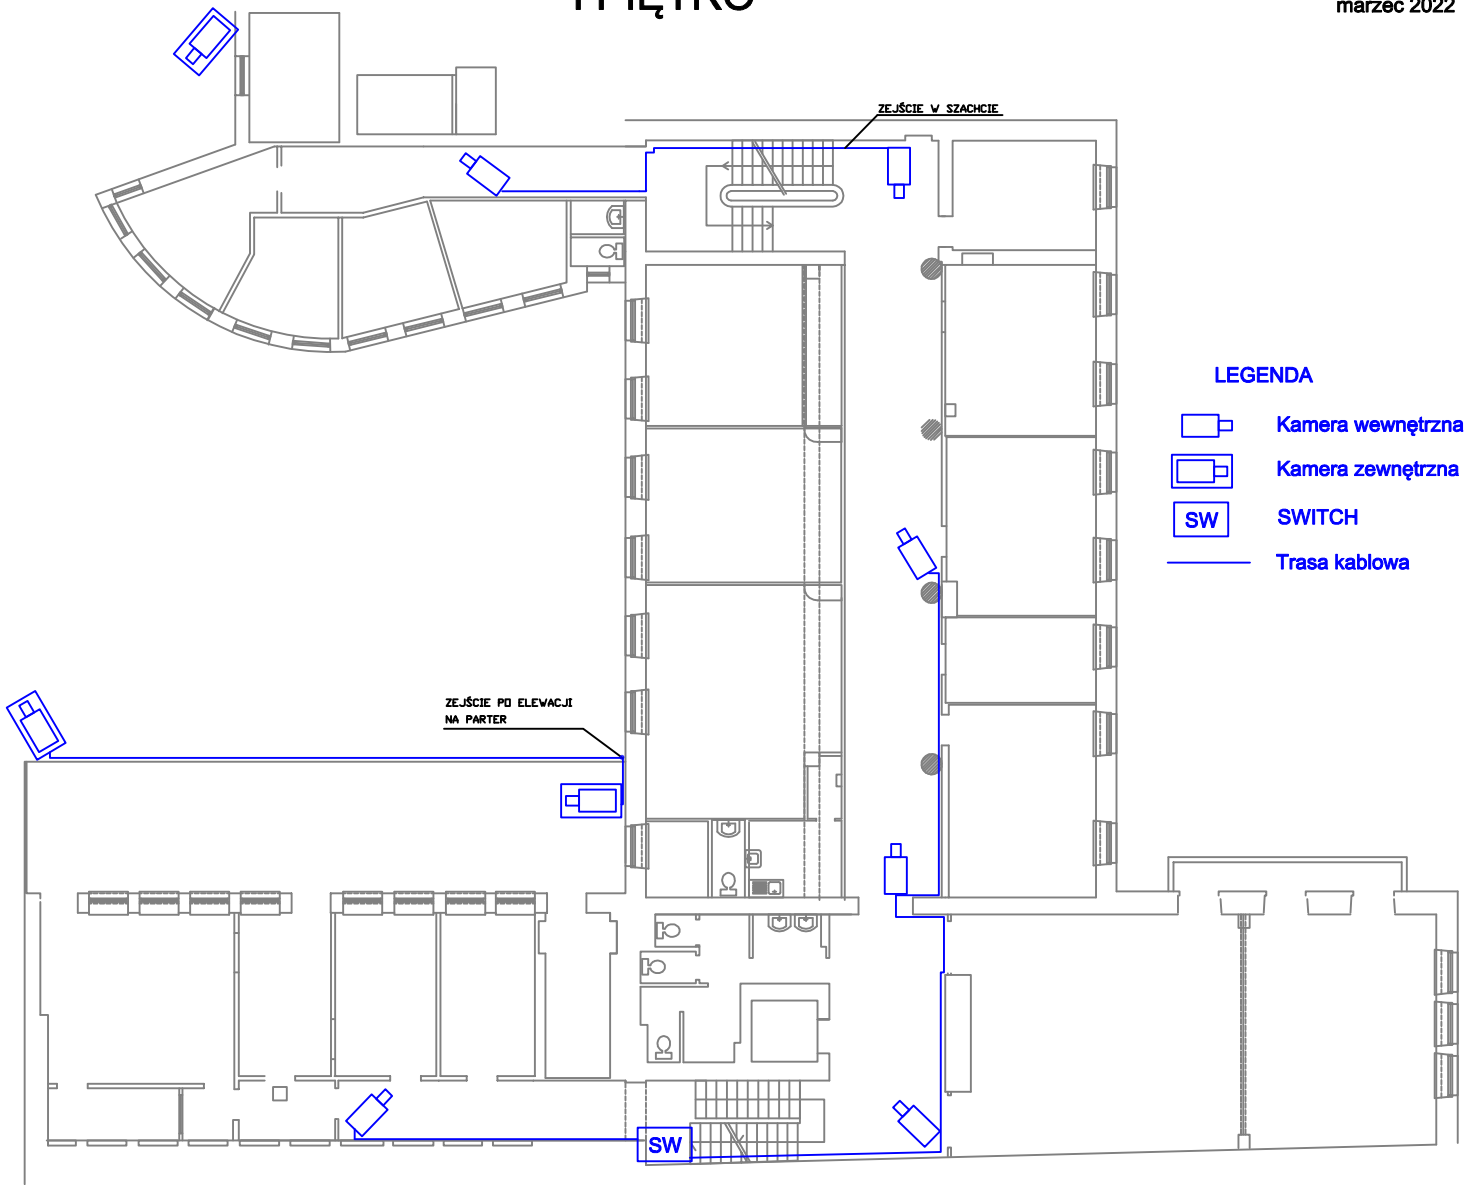 I PIĘTRO
marzec 2022
ZEJŚCIE W SZACHCIE
LEGENDA
Kamera wewnętrzna
Kamera zewnętrzna
SW SWITCH
Trasa kablowa
ZEJŚCIE PO ELEWACJI
NA PARTER
SW